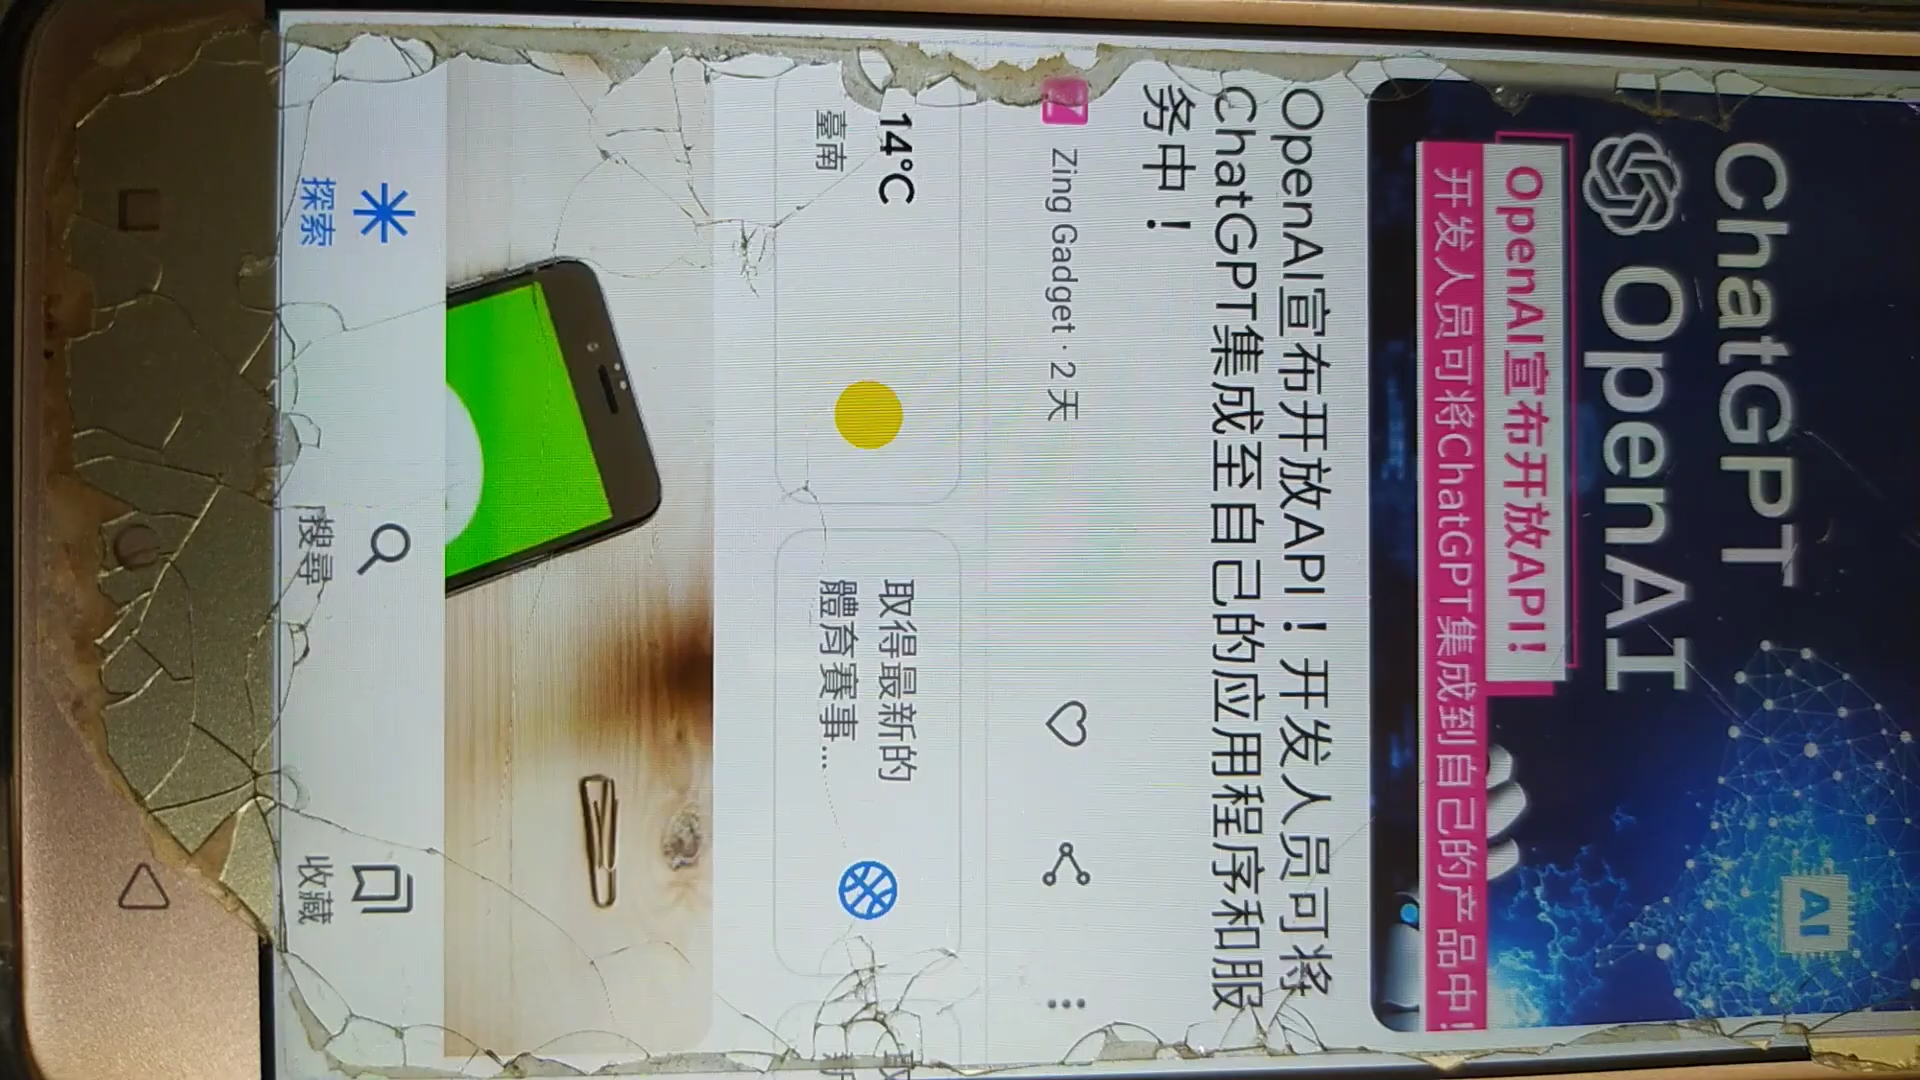 ChatGPT
OpenAI
OpenAI宣布开放API!
开发人员可将ChatGPT集成到自己的产品中!
AI
OpenAI宣布开放API！开发人员可将
ChatGPT集成至自己的应用程序和服
务中！
7
Zing Gadget · 2 天
14°C
臺南
取得最新的
體育賽事...
探索
搜尋
收藏